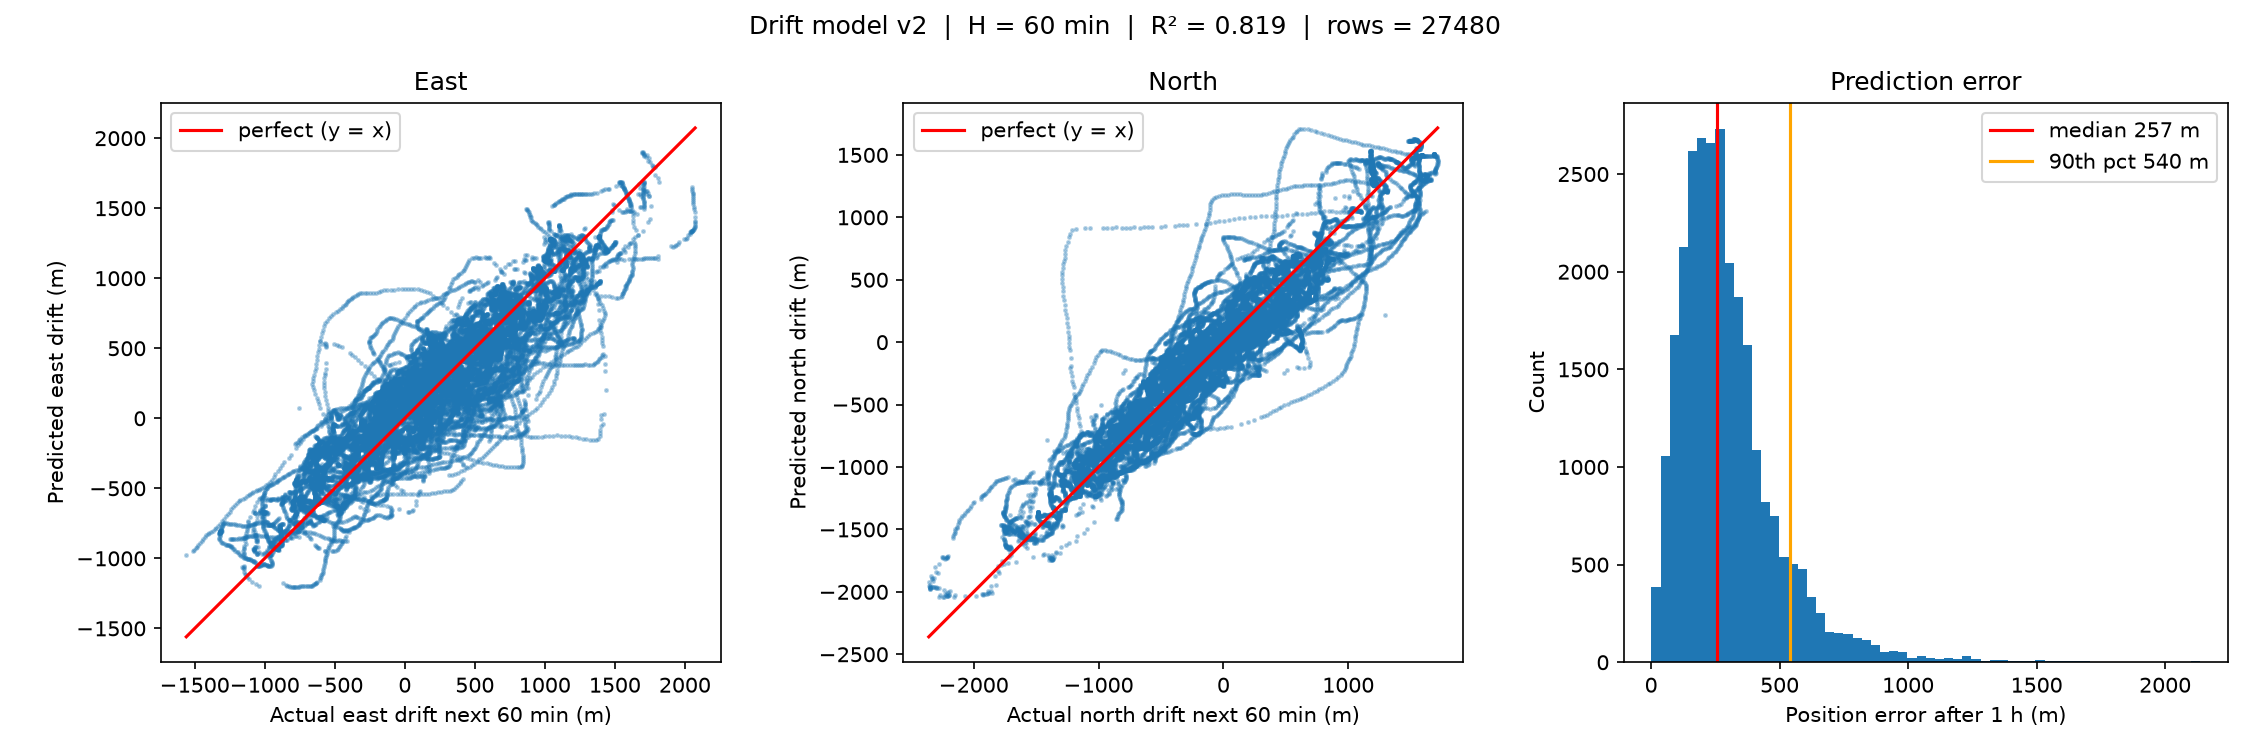 Drift model v2 | H = 60 min | R² = 0.819 | rows = 27480
East
perfect (y = x)
2000
1500
1000
500
0
−500
−1000
−1500
Predicted east drift (m)
−1500 −1000 −500 0 500 1000 1500 2000
Actual east drift next 60 min (m)
North
perfect (y = x)
1500
1000
500
0
−500
−1000
−1500
−2000
−2500
Predicted north drift (m)
−2000 −1000 0 1000
Actual north drift next 60 min (m)
Prediction error
median 257 m
90th pct 540 m
2500
2000
1500
1000
500
0
Count
0 500 1000 1500 2000
Position error after 1 h (m)